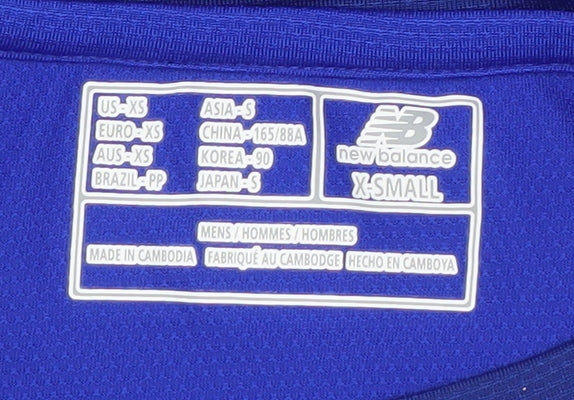 US - XS
EURO - XS
AUS - XS
BRAZIL - PP
ASIA - S
CHINA - 165/88A
KOREA - 90
JAPAN - S
NB
new balance
X-SMALL
MENS / HOMMES / HOMBRES
MADE IN CAMBODIA
FABRIQUÉ AU CAMBODGE
HECHO EN CAMBOYA